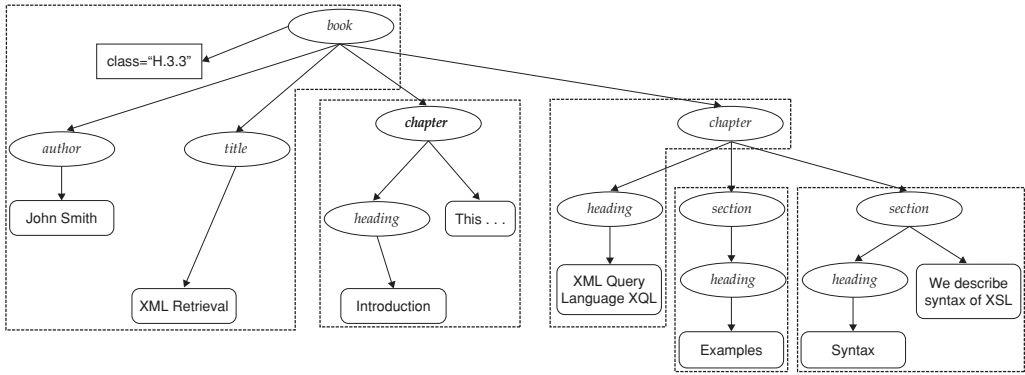 book
class=“H.3.3”
chapter
chapter
author
title
John Smith
heading
This . . .
heading
section
section
XML Query
Language XQL
heading
heading
We describe
syntax of XSL
XML Retrieval
Introduction
Examples
Syntax